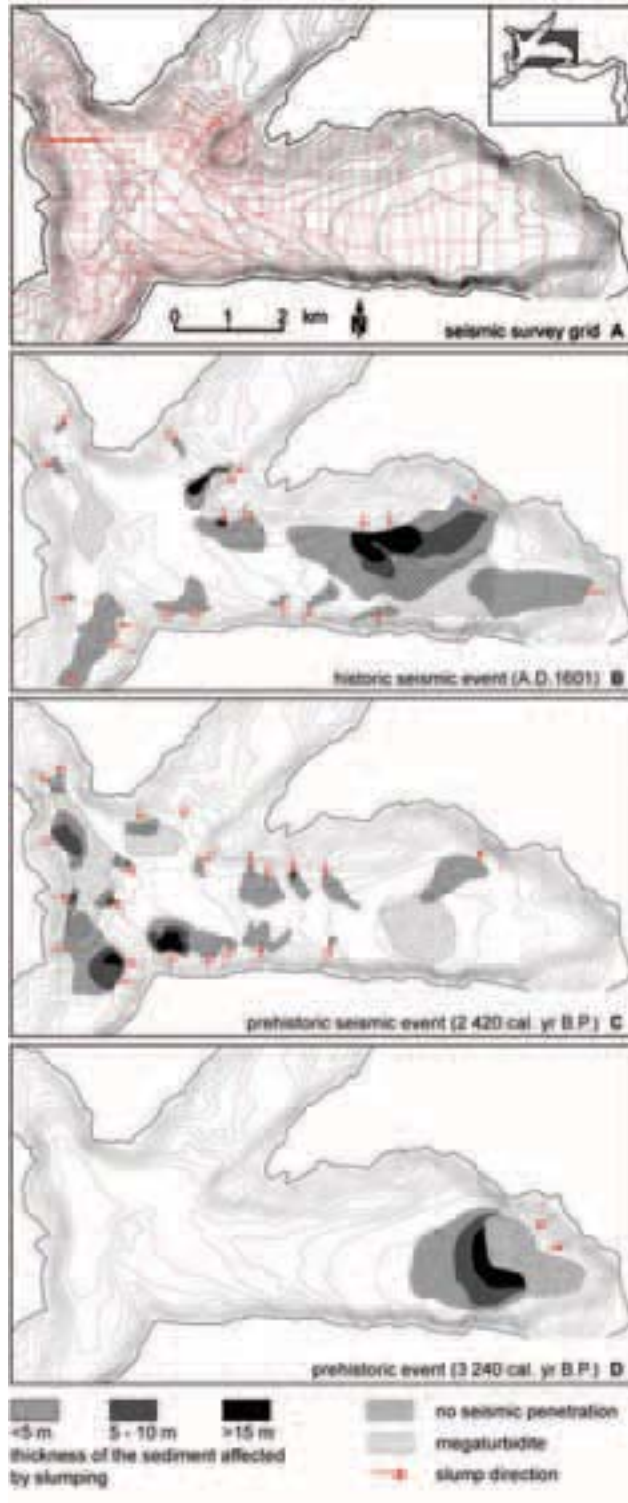 0 1 2 km N
seismic survey grid A
historic seismic event (A.D.1601) B
prehistoric seismic event (2 420 cal. yr B.P.) C
prehistoric event (3 240 cal. yr B.P.) D
<5 m 5 - 10 m >15 m
thickness of the sediment affected
by slumping
no seismic penetration
megaturbidite
slump direction